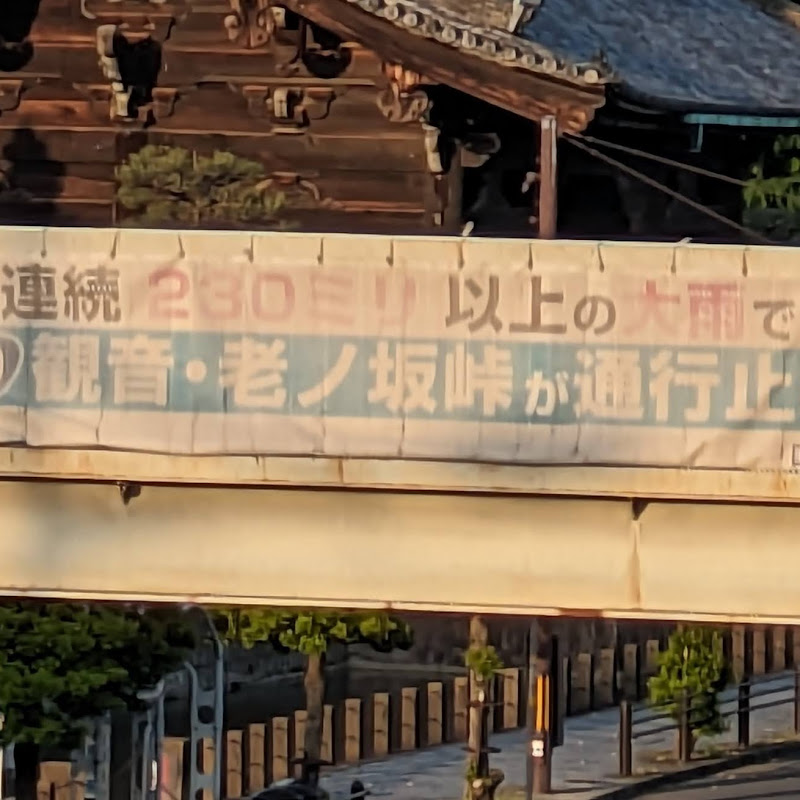 連続 230ミリ 以上の大雨で
観音・老ノ坂峠が通行止